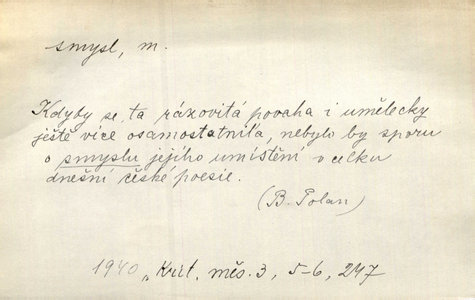 smysl, m.
Kdyby se ta rázovitá povaha i umělecky
ještě více osamostatnila, nebylo by sporu
o smyslu jejího umístění v celku
dnešní české poesie.
(B. Polan)
1940 „Krit. měs. 3, 5-6, 247